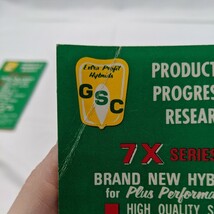 Extra Profit
Hybrids
GSC
PRODUCT
PROGRES
RESEAR
7X SERIES
BRAND NEW HYB
for Plus Performa
HIGH QUALITY S